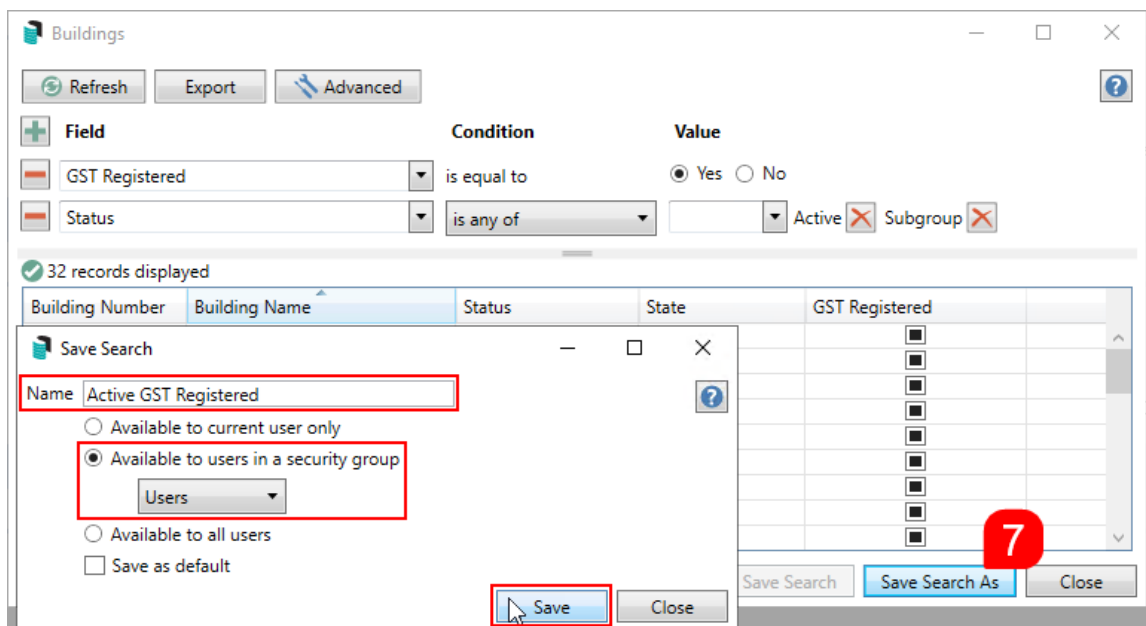 Buildings
Refresh Export Advanced
Field Condition Value
GST Registered is equal to Yes No
Status is any of Active Subgroup
32 records displayed
Building Number Building Name Status State GST Registered
Save Search
Name Active GST Registered
Available to current user only
Available to users in a security group
Users
Available to all users
Save as default
7
Save Search Save Search As Close
Save Close